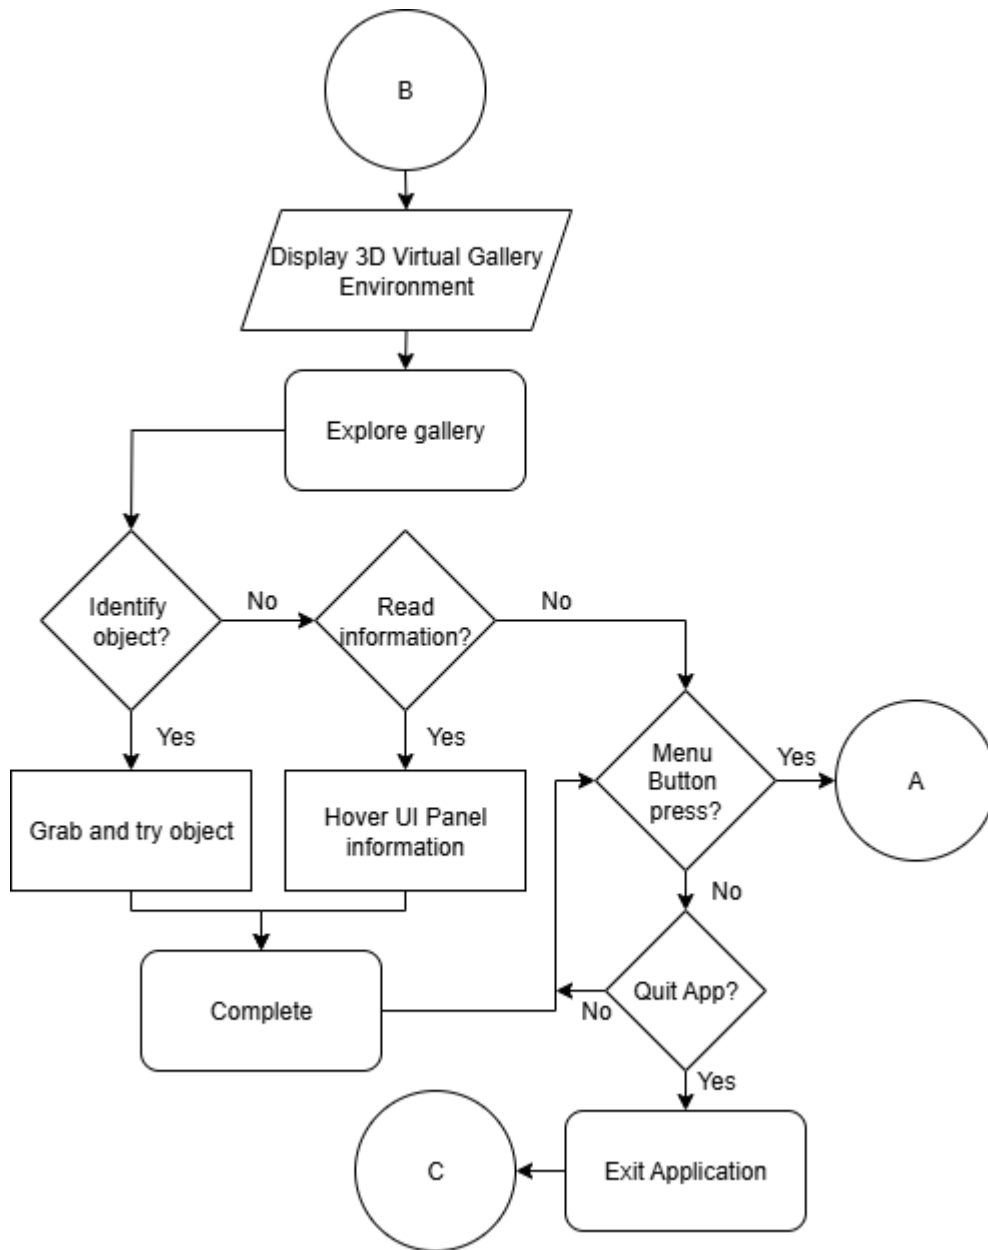 B
Display 3D Virtual Gallery
Environment
Explore gallery
Identify
object?
No
Read
information?
No
Yes
Yes
Grab and try object
Hover UI Panel
information
Menu
Button
press?
Yes
A
No
Complete
Quit App?
No
Yes
C
Exit Application